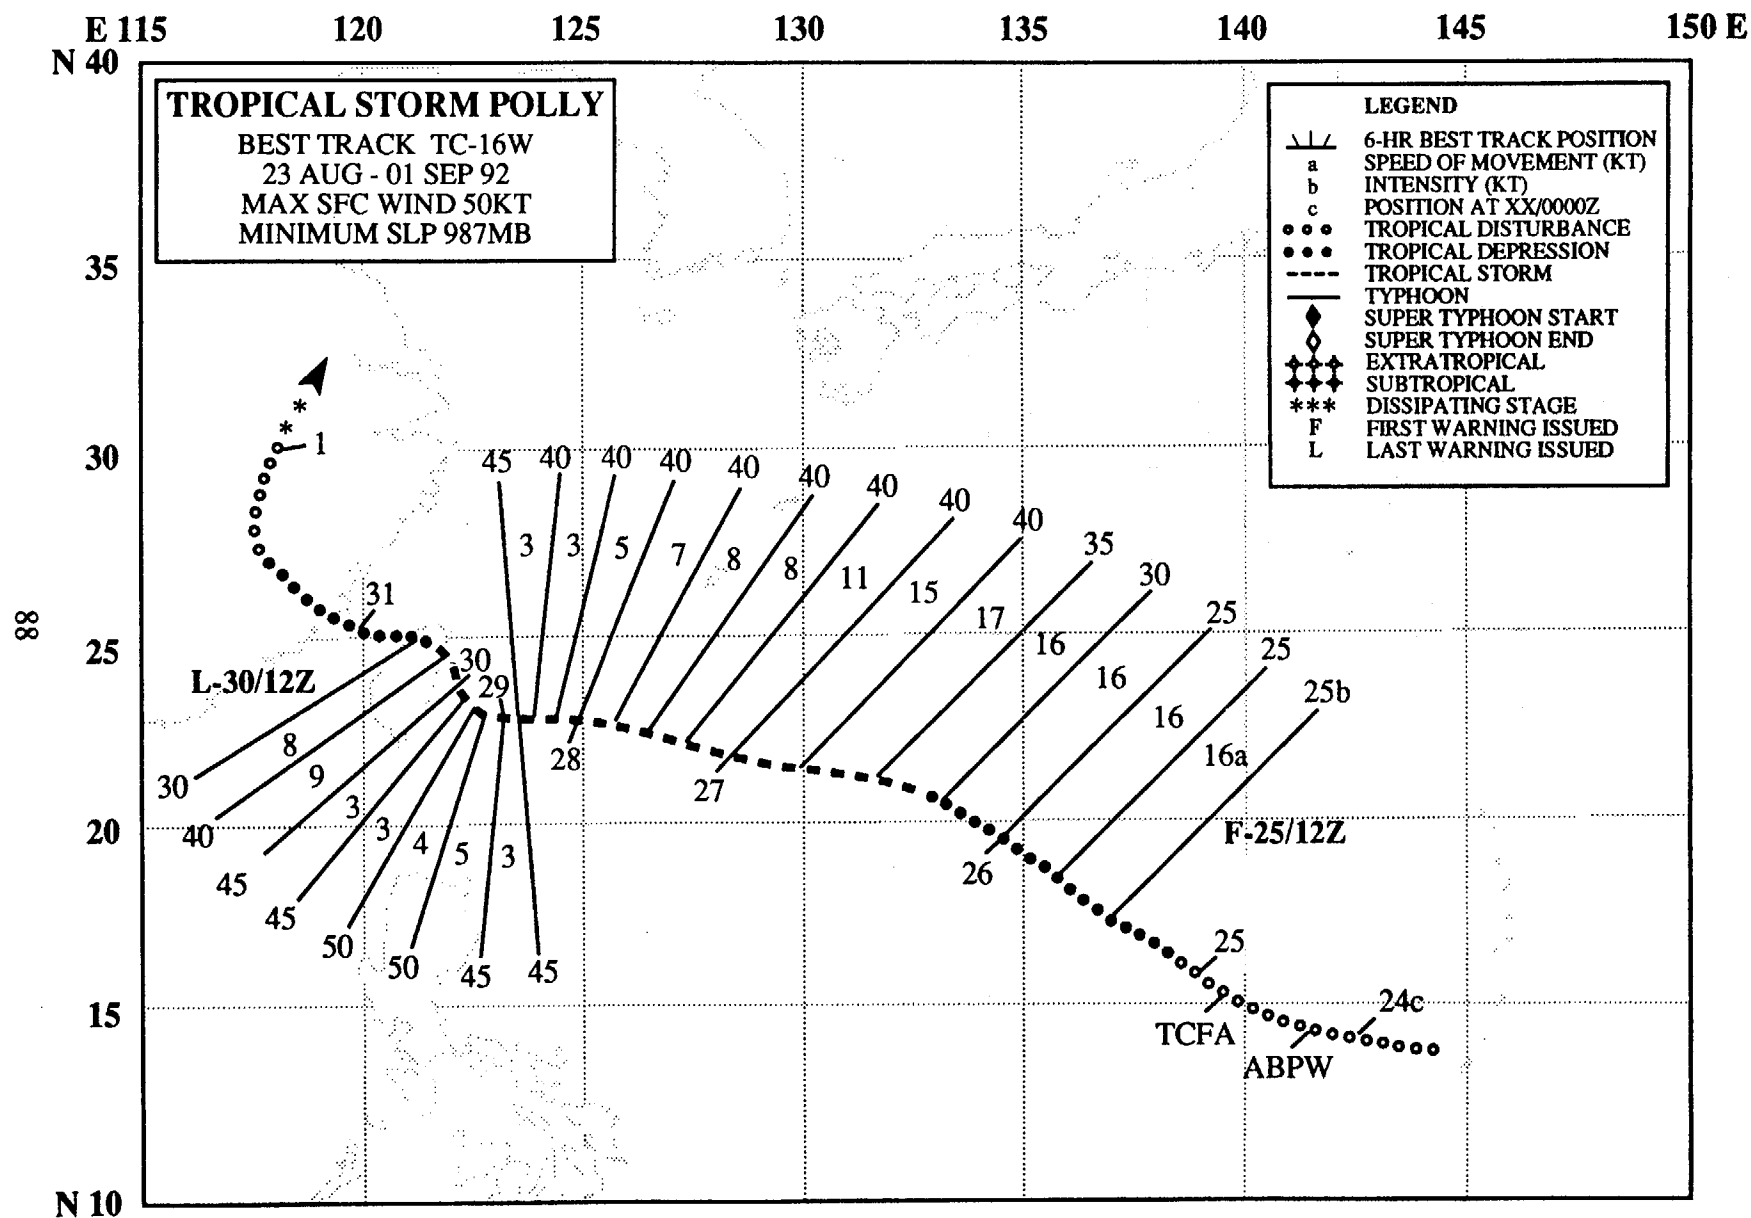 E 115 120 125 130 135 140 145 150 E
N 40
TROPICAL STORM POLLY
BEST TRACK TC-16W
23 AUG - 01 SEP 92
MAX SFC WIND 50KT
MINIMUM SLP 987MB
LEGEND
6-HR BEST TRACK POSITION
a SPEED OF MOVEMENT (KT)
b INTENSITY (KT)
c POSITION AT XX/0000Z
TROPICAL DISTURBANCE
TROPICAL DEPRESSION
TROPICAL STORM
TYPHOON
SUPER TYPHOON START
SUPER TYPHOON END
EXTRATROPICAL
SUBTROPICAL
*** DISSIPATING STAGE
F FIRST WARNING ISSUED
L LAST WARNING ISSUED
35
30
25
20
15
N 10
88
* *
1
31
30
29
28
27
26
25
24c
45 40 40 40 40 40 40 40 40 35 30 25 25 25b
3 3 5 7 8 8 11 15 17 16 16 16 16a
L-30/12Z
F-25/12Z
30 40 45 45 50 50 45 45
8 9 3 3 4 5 3
TCFA
ABPW